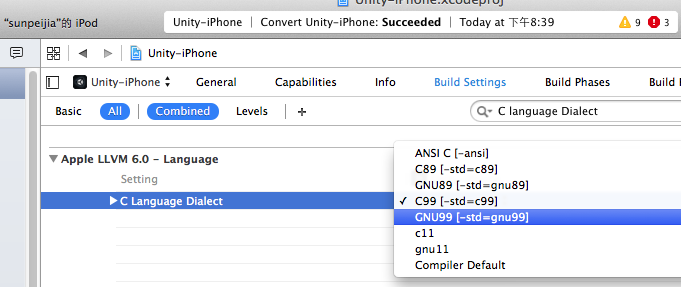 Unity-iPhone.xcodeproj
"sunpeijia"的 iPod
Unity-iPhone | Convert Unity-iPhone: Succeeded | Today at 下午8:39
9
3
Unity-iPhone
Unity-iPhone
General
Capabilities
Info
Build Settings
Build Phases
Build R
Basic
All
Combined
Levels
+
C language Dialect
Apple LLVM 6.0 - Language
Setting
C Language Dialect
ANSI C [-ansi]
C89 [-std=c89]
GNU89 [-std=gnu89]
✓ C99 [-std=c99]
GNU99 [-std=gnu99]
c11
gnu11
Compiler Default